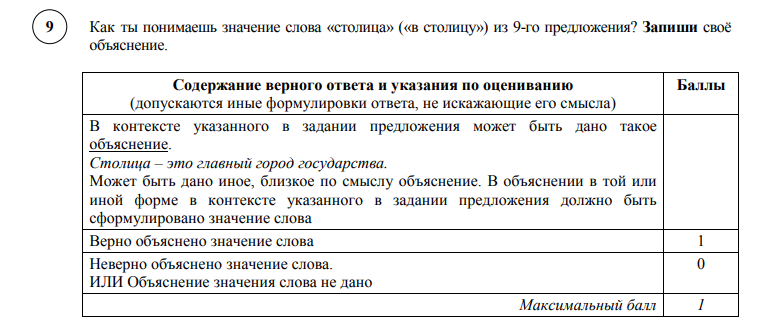 9 Как ты понимаешь значение слова «столица» («в столицу») из 9-го предложения? Запиши своё
объяснение.
Содержание верного ответа и указания по оцениванию Баллы
(допускаются иные формулировки ответа, не искажающие его смысла)
В контексте указанного в задании предложения может быть дано такое
объяснение.
Столица – это главный город государства.
Может быть дано иное, близкое по смыслу объяснение. В объяснении в той или
иной форме в контексте указанного в задании предложения должно быть
сформулировано значение слова
Верно объяснено значение слова 1
Неверно объяснено значение слова. 0
ИЛИ Объяснение значения слова не дано
Максимальный балл 1